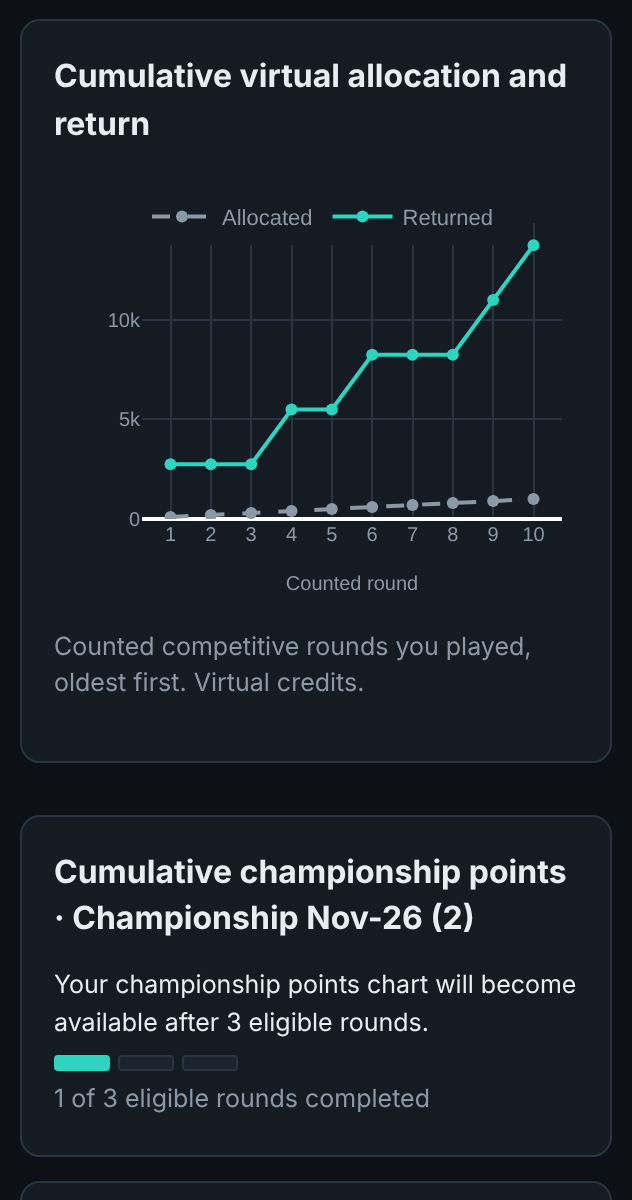 Cumulative virtual allocation and
return
Allocated Returned
10k
5k
0
1 2 3 4 5 6 7 8 9 10
Counted round
Counted competitive rounds you played,
oldest first. Virtual credits.
Cumulative championship points
· Championship Nov-26 (2)
Your championship points chart will become
available after 3 eligible rounds.
1 of 3 eligible rounds completed